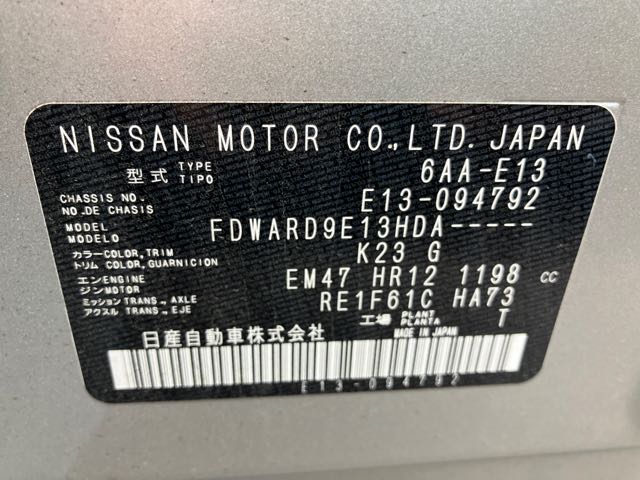 NISSAN MOTOR CO.,LTD. JAPAN
型式 TYPE TIPO 6AA-E13
CHASSIS NO. NO.DE CHASIS E13-094792
MODEL MODELO FDWARD9E13HDA-----
カラー COLOR,TRIM トリム COLOR,GUARNICION K23 G
エンジン ENGINE MOTOR EM47 HR12 1198 cc
ミッション TRANS., AXLE アクスル TRANS., EJE RE1F61C HA73
工場 PLANT PLANTA T
日産自動車株式会社 MADE IN JAPAN
E13-094792